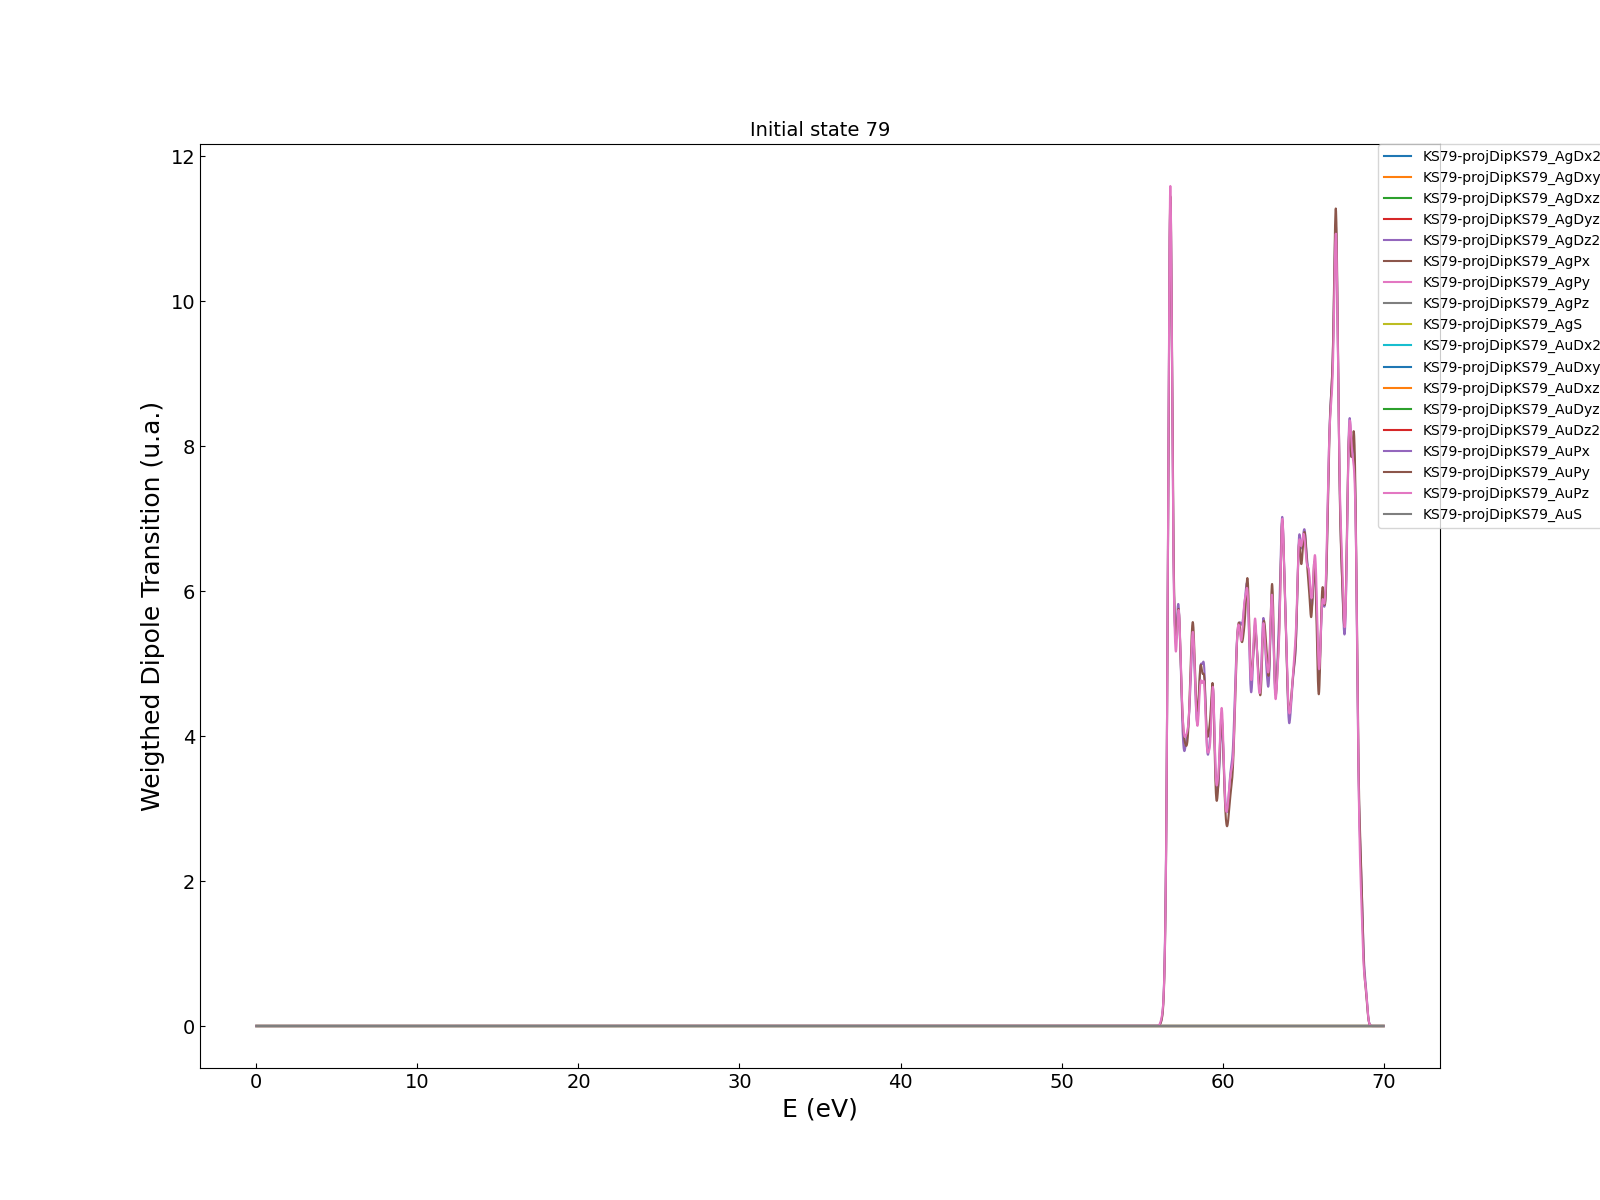 Initial state 79
12
10
8
6
4
2
0
Weigthed Dipole Transition (u.a.)
0 10 20 30 40 50 60 70
E (eV)
KS79-projDipKS79_AgDx2
KS79-projDipKS79_AgDxy
KS79-projDipKS79_AgDxz
KS79-projDipKS79_AgDyz
KS79-projDipKS79_AgDz2
KS79-projDipKS79_AgPx
KS79-projDipKS79_AgPy
KS79-projDipKS79_AgPz
KS79-projDipKS79_AgS
KS79-projDipKS79_AuDx2
KS79-projDipKS79_AuDxy
KS79-projDipKS79_AuDxz
KS79-projDipKS79_AuDyz
KS79-projDipKS79_AuDz2
KS79-projDipKS79_AuPx
KS79-projDipKS79_AuPy
KS79-projDipKS79_AuPz
KS79-projDipKS79_AuS